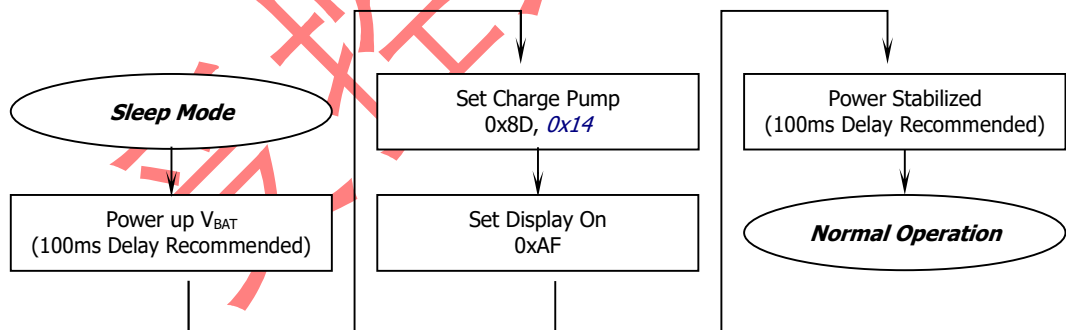 Sleep Mode
Power up VBAT
(100ms Delay Recommended)
Set Charge Pump
0x8D, 0x14
Set Display On
0xAF
Power Stabilized
(100ms Delay Recommended)
Normal Operation